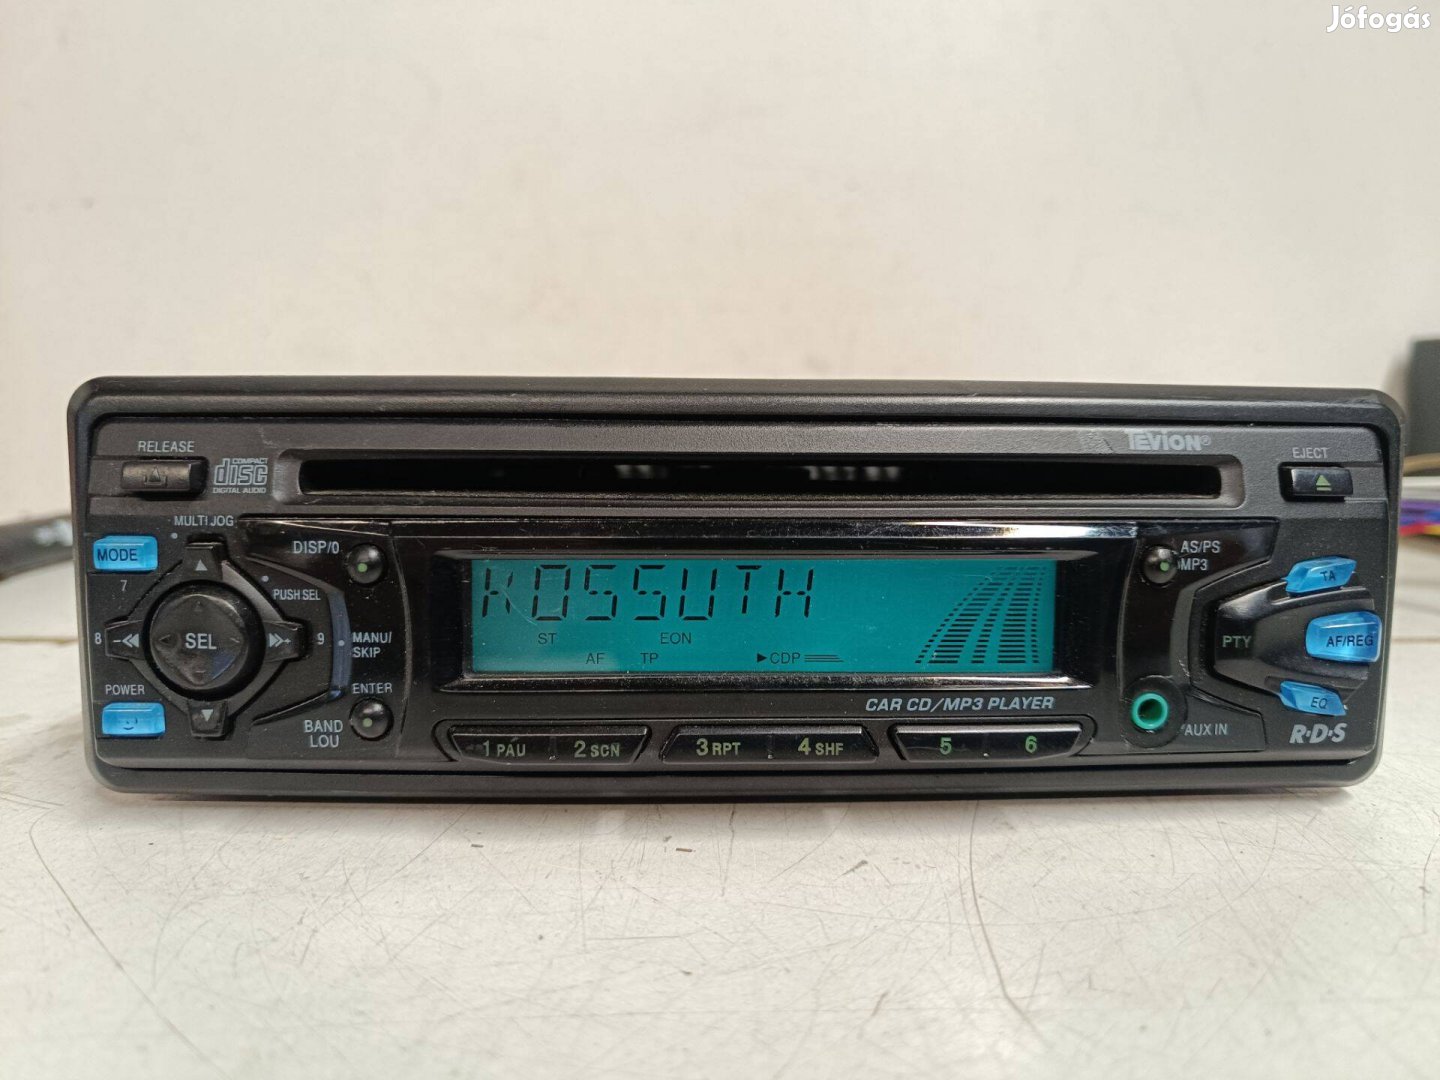 Jófogás
RELEASE
COMPACT
disc
DIGITAL AUDIO
TEVION®
EJECT
MULTI JOG
MODE
DISP/0
AS/PS
MP3
7
PUSH SEL
KOSSUTH
TA
8
SEL
9
MANU/
SKIP
ST
EON
PTY
AF/REG
AF
TP
CDP
POWER
ENTER
EQ
CAR CD/MP3 PLAYER
BAND
LOU
AUX IN
R·D·S
1 PAU
2 SCN
3 RPT
4 SHF
5
6